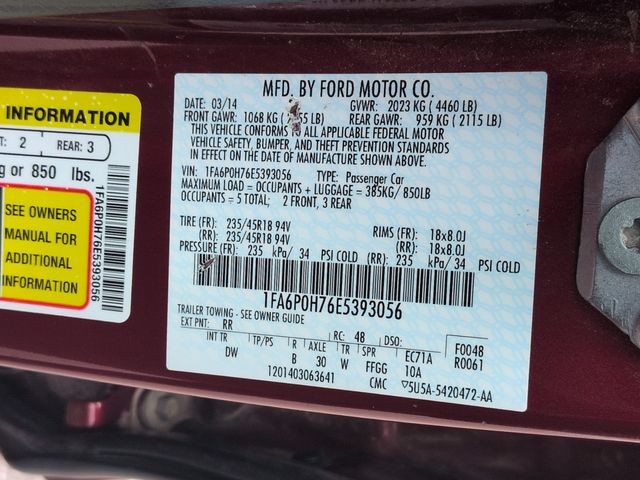 INFORMATION
T: 2 REAR: 3
g or 850 lbs.
SEE OWNERS
MANUAL FOR
ADDITIONAL
INFORMATION
1FA6P0H76E5393056
MFD. BY FORD MOTOR CO.
03/14 GVWR: 2023 KG (4460 LB)
FRONT GAWR: 1068 KG ( 5 LB) REAR GAWR: 959 KG (2115 LB)
THIS VEHICLE CONFORMS TO ALL APPLICABLE FEDERAL MOTOR
VEHICLE SAFETY, BUMPER, AND THEFT PREVENTION STANDARDS
IN EFFECT ON THE DATE OF MANUFACTURE SHOWN ABOVE.
VIN: 1FA6P0H76E5393056 TYPE: Passenger Car
MAXIMUM LOAD = OCCUPANTS + LUGGAGE = 385KG/850LB
OCCUPANTS = 5 TOTAL; 2 FRONT, 3 REAR
TIRE (FR): 235/45R18 94V RIMS (FR): 18x8.0J
(RR): 235/45R18 94V (RR): 18x8.0J
PRESSURE (FR): 235 kPa/ 34 PSI COLD (RR): 235 kPa/ 34 PSI COLD
1FA6P0H76E5393056
TRAILER TOWING - SEE OWNER GUIDE
EXT PNT: RR RC: 48 DSO: F0048
INT TR TP/PS R AXLE TR SPR EC71A R0061
DW B 30 W FFGG 10A
1201403063641 CMC ▽5U5A-5420472-AA